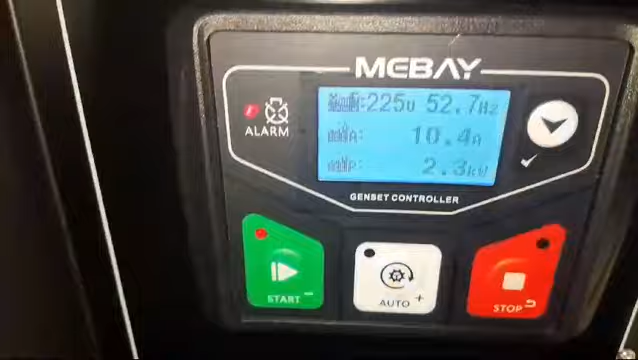 MEBAY
225V 52.7Hz
ALARM
A: 10.4A
P: 2.3kW
GENSET CONTROLLER
START −
AUTO +
STOP